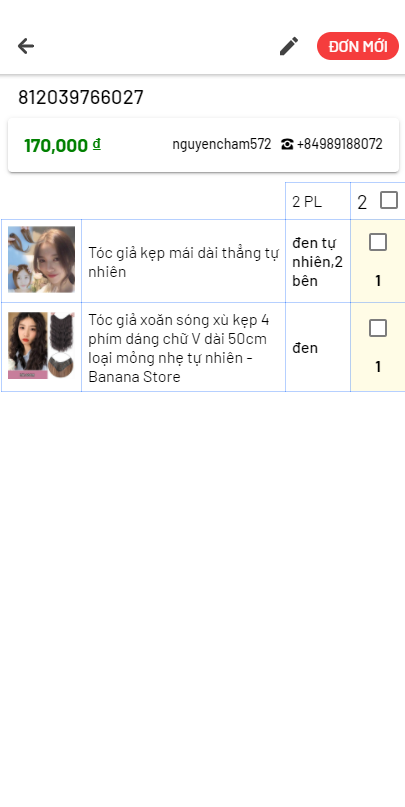 ĐƠN MỚI
812039766027
170,000 ₫
nguyencham572 +84989188072
2 PL
2
Tóc giả kẹp mái dài thẳng tự
nhiên
đen tự
nhiên,2
bên
1
Tóc giả xoăn sóng xù kẹp 4
phím dáng chữ V dài 50cm
loại mỏng nhẹ tự nhiên -
Banana Store
đen
1